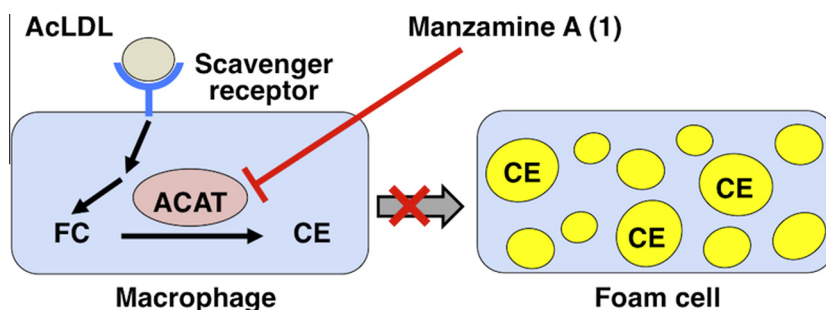 AcLDL
Manzamine A (1)
Scavenger
receptor
ACAT
FC
CE
CE
CE
CE
Macrophage
Foam cell